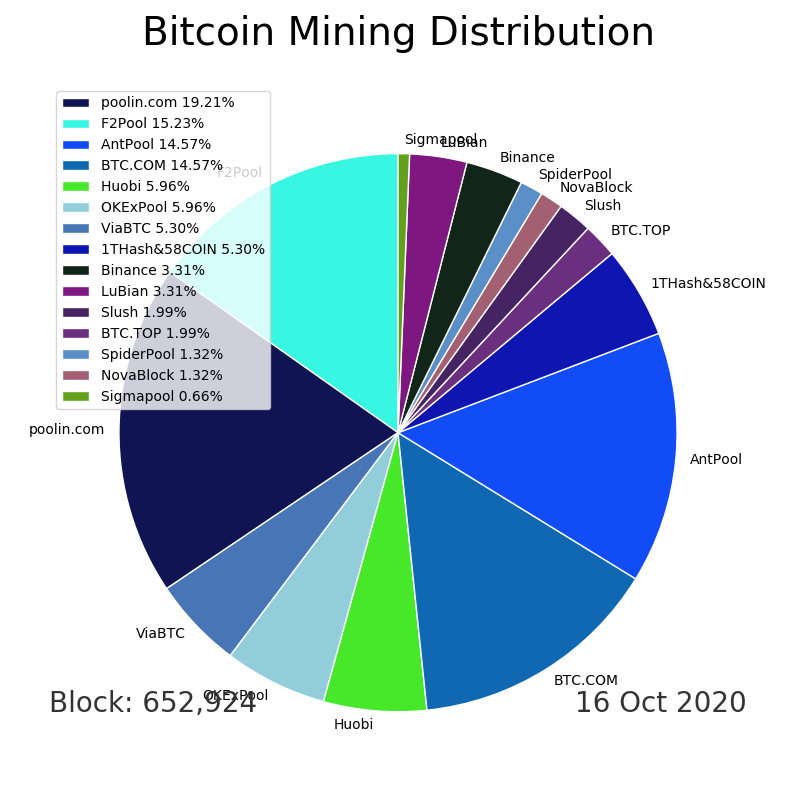 Bitcoin Mining Distribution
poolin.com 19.21%
F2Pool 15.23%
AntPool 14.57%
BTC.COM 14.57%
Huobi 5.96%
OKExPool 5.96%
ViaBTC 5.30%
1THash&58COIN 5.30%
Binance 3.31%
LuBian 3.31%
Slush 1.99%
BTC.TOP 1.99%
SpiderPool 1.32%
NovaBlock 1.32%
Sigmapool 0.66%
Sigmapool
LuBian
Binance
SpiderPool
NovaBlock
Slush
BTC.TOP
1THash&58COIN
F2Pool
poolin.com
AntPool
ViaBTC
BTC.COM
OKExPool
Huobi
Block: 652,924
16 Oct 2020